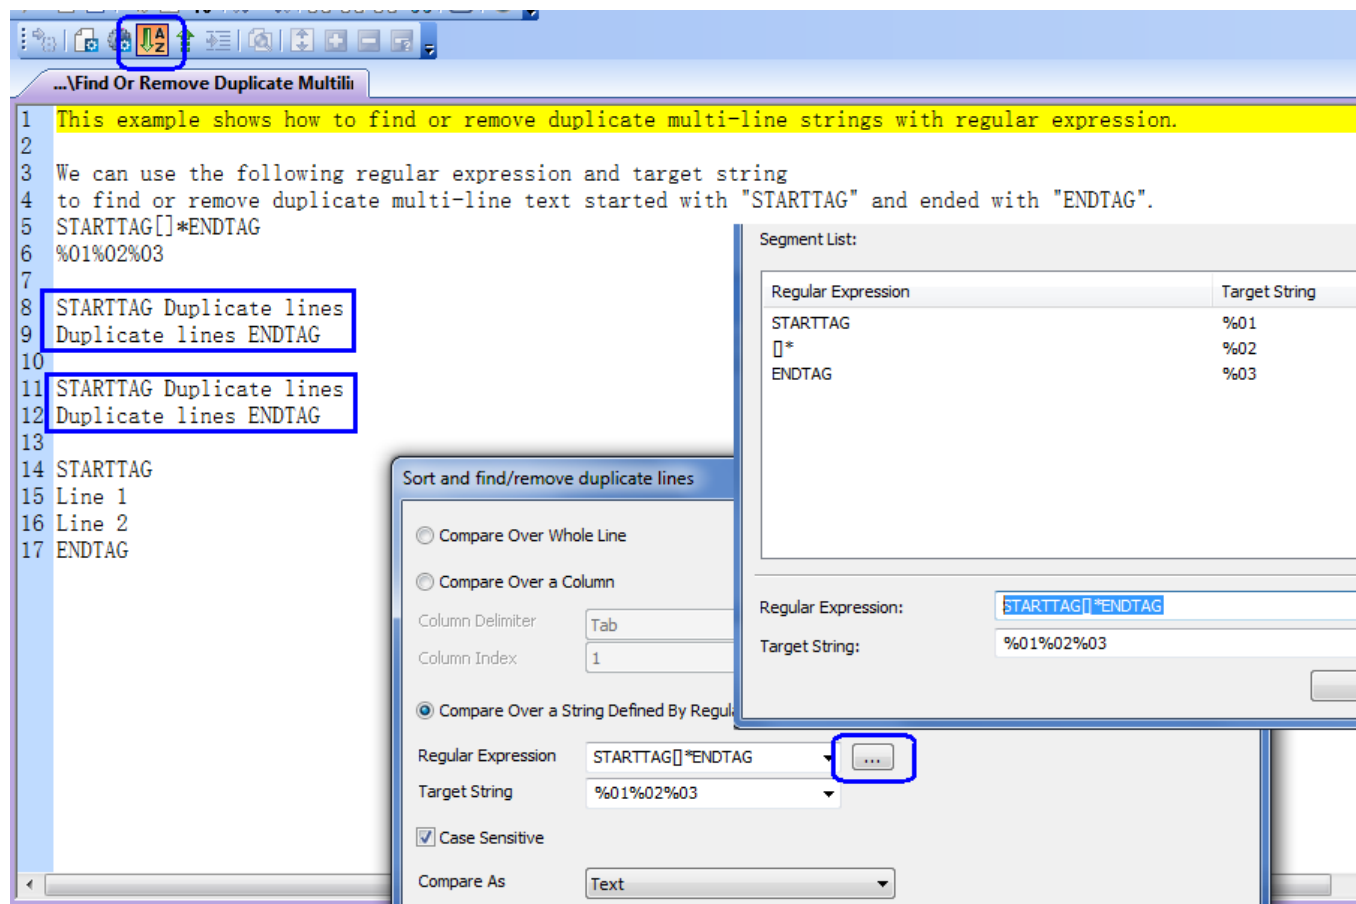 ...\Find Or Remove Duplicate Multili
1 This example shows how to find or remove duplicate multi-line strings with regular expression.
2
3 We can use the following regular expression and target string
4 to find or remove duplicate multi-line text started with "STARTTAG" and ended with "ENDTAG".
5 STARTTAG[]*ENDTAG
6 %01%02%03
7
8 STARTTAG Duplicate lines
9 Duplicate lines ENDTAG
10
11 STARTTAG Duplicate lines
12 Duplicate lines ENDTAG
13
14 STARTTAG
15 Line 1
16 Line 2
17 ENDTAG
Segment List:
Regular Expression Target String
STARTTAG %01
[]* %02
ENDTAG %03
Regular Expression: STARTTAG[]*ENDTAG
Target String: %01%02%03
Sort and find/remove duplicate lines
Compare Over Whole Line
Compare Over a Column
Column Delimiter Tab
Column Index 1
Compare Over a String Defined By Regul
Regular Expression STARTTAG[]*ENDTAG ...
Target String %01%02%03
Case Sensitive
Compare As Text